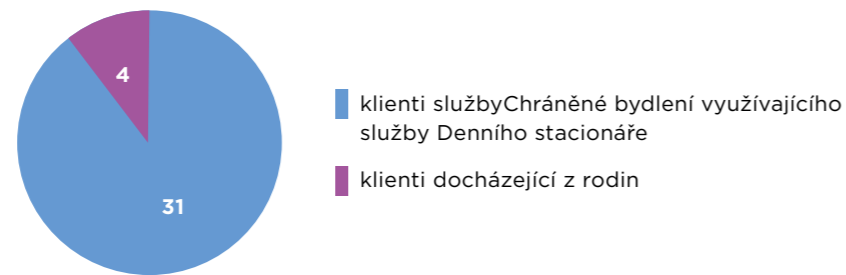 4
31
klienti službyChráněné bydlení využívajícího
služby Denního stacionáře
klienti docházející z rodin